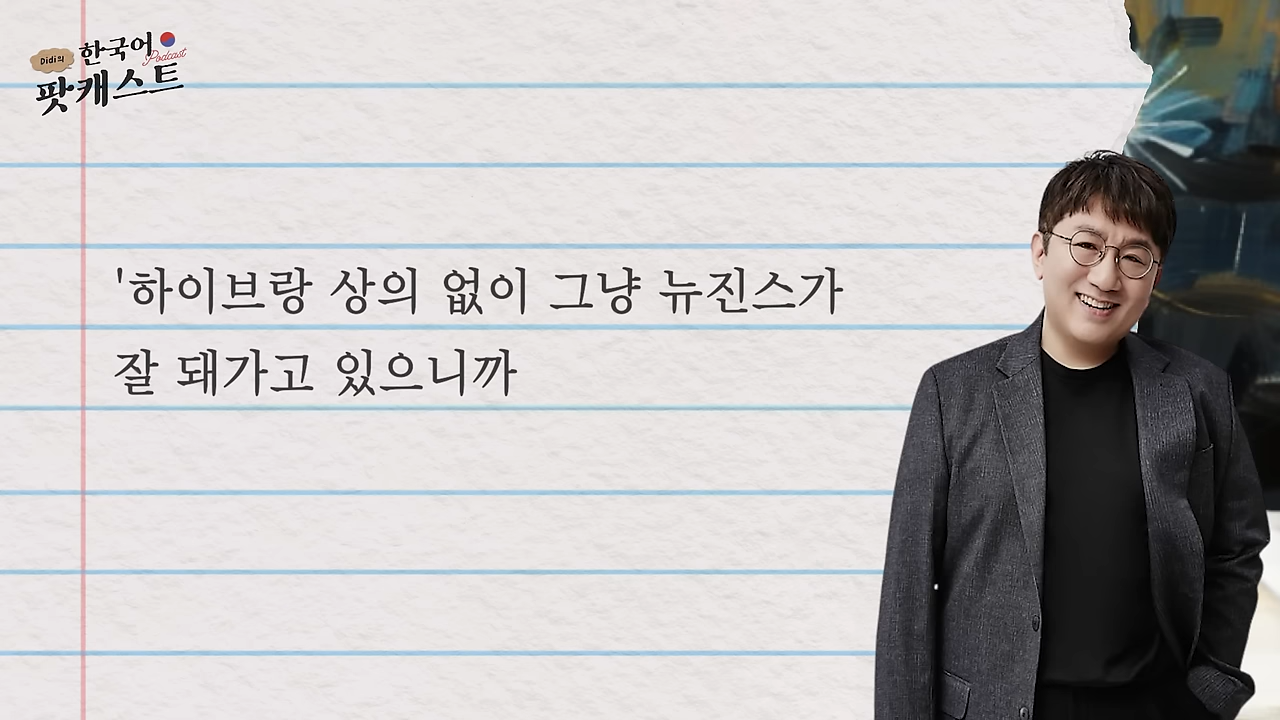 Didi의
한국어
Podcast
팟캐스트
'하이브랑 상의 없이 그냥 뉴진스가
잘 돼가고 있으니까